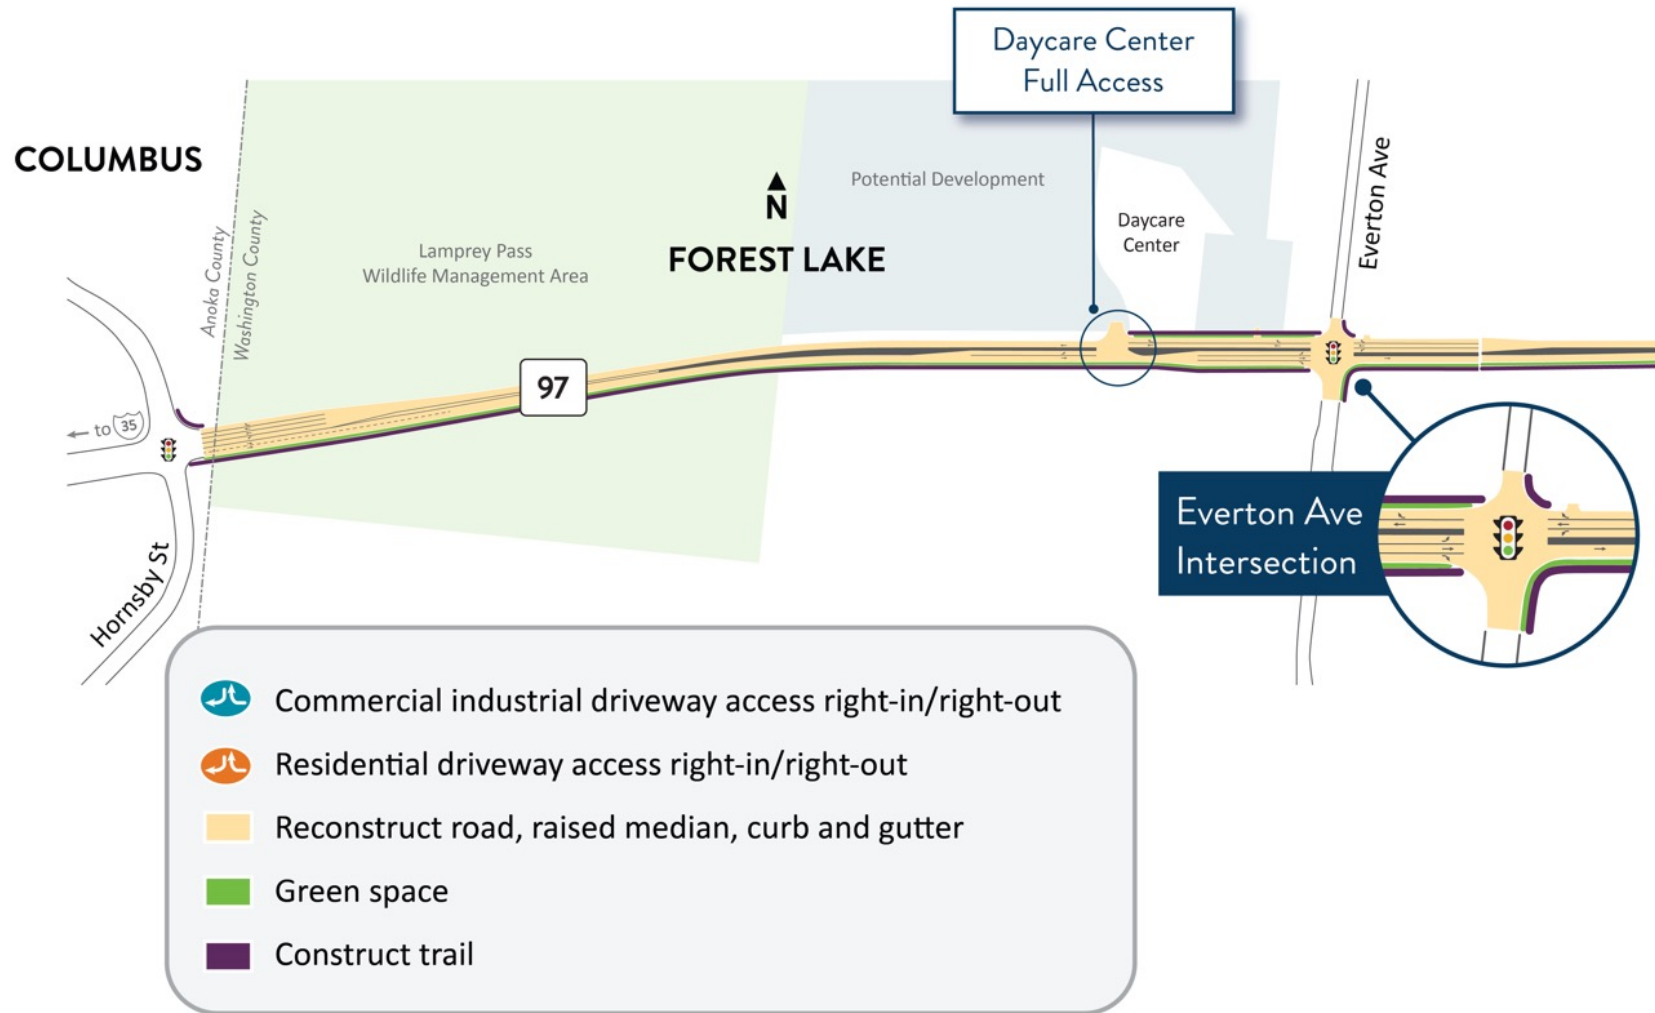 Daycare Center
Full Access
COLUMBUS
Anoka County
Washington County
Lamprey Pass
Wildlife Management Area
N
FOREST LAKE
Potential Development
Daycare
Center
Everton Ave
97
← to 35
Hornsby St
Everton Ave
Intersection
Commercial industrial driveway access right-in/right-out
Residential driveway access right-in/right-out
Reconstruct road, raised median, curb and gutter
Green space
Construct trail